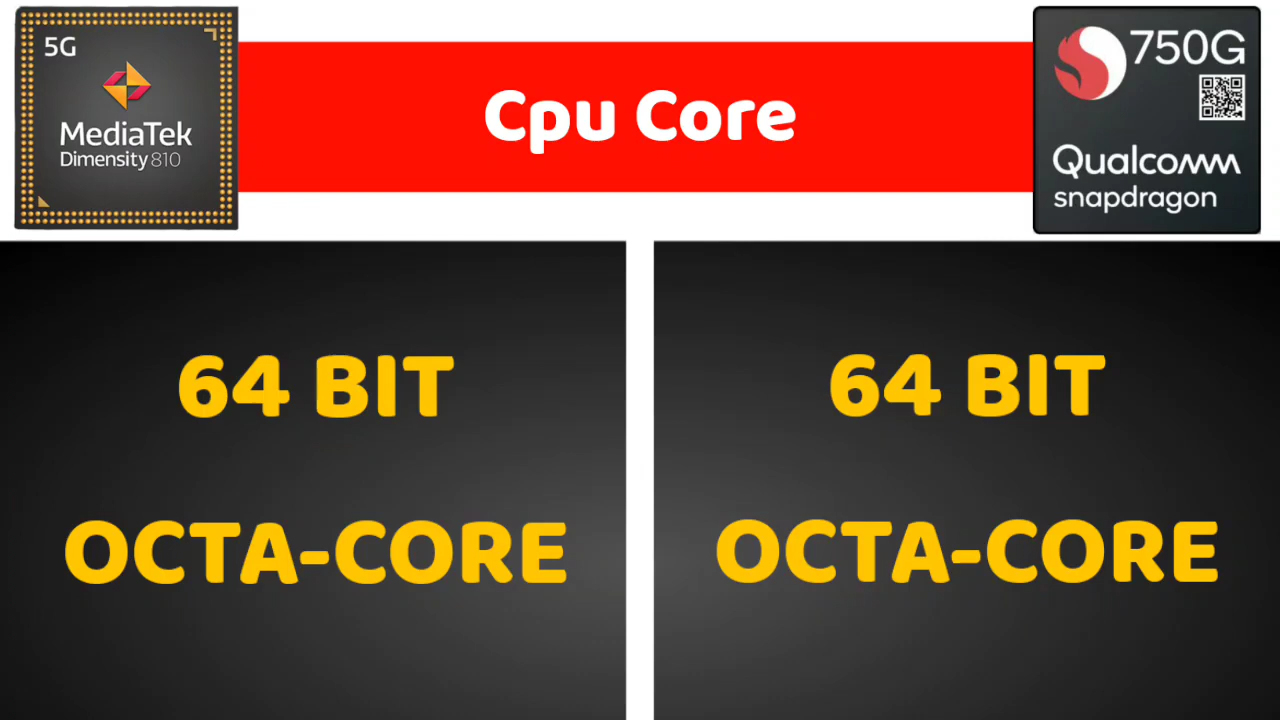 5G
MediaTek
Dimensity 810
Cpu Core
750G
Qualcomm
snapdragon
64 BIT
OCTA-CORE
64 BIT
OCTA-CORE